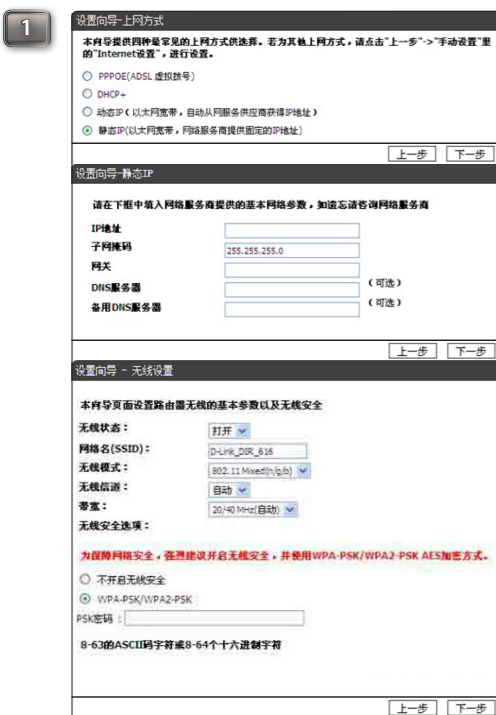 1
设置向导-上网方式
本向导提供四种最常见的上网方式供选择。若为其他上网方式，请点击"上一步"->"手动设置"里
的"Internet设置"，进行设置。
PPPOE(ADSL 虚拟拨号)
DHCP+
动态IP(以太网宽带，自动从网服务供应商获得IP地址)
静态IP(以太网宽带，网络服务商提供固定的IP地址)
上一步 下一步
设置向导-静态IP
请在下框中填入网络服务商提供的基本网络参数，如遗忘请咨询网络服务商
IP地址
子网掩码 255.255.255.0
网关
DNS服务器 (可选)
备用DNS服务器 (可选)
上一步 下一步
设置向导 - 无线设置
本向导页面设置路由器无线的基本参数以及无线安全
无线状态： 打开
网络名(SSID)： D-Link_DIR_616
无线模式： 802.11 Mixed(n/g/b)
无线信道： 自动
带宽： 20/40 MHz(自动)
无线安全选项：
为保障网络安全，强烈建议开启无线安全，并使用WPA-PSK/WPA2-PSK AES加密方式。
不开启无线安全
WPA-PSK/WPA2-PSK
PSK密码：
8-63的ASCII码字符或8-64个十六进制字符
上一步 下一步